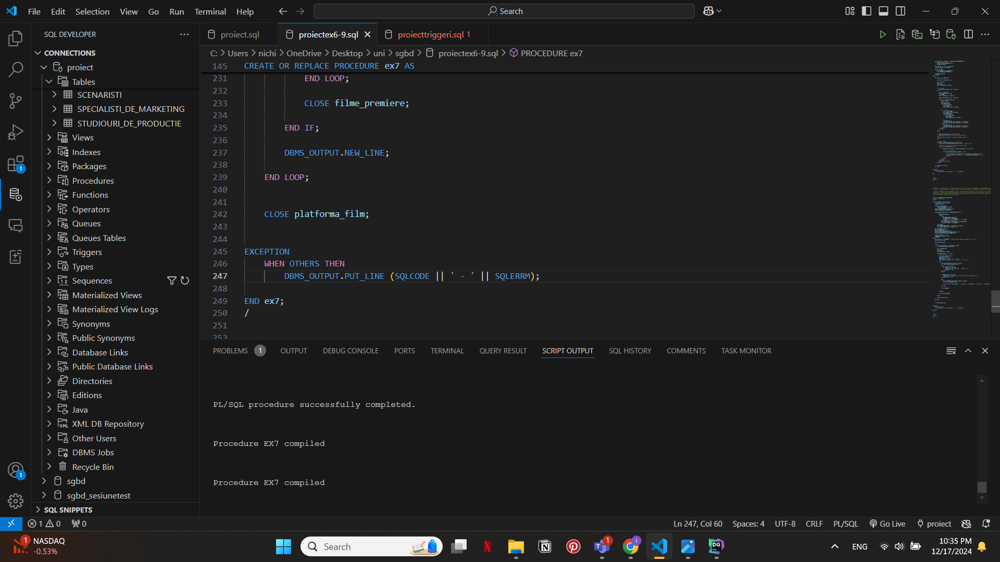 File Edit Selection View Go Run Terminal Help
Search
SQL DEVELOPER
project.sql
proiectex6-9.sql
proiecttriggeri.sql 1
CONNECTIONS
C: > Users > nichi > OneDrive > Desktop > uni > sgbd > proiectex6-9.sql > PROCEDURE ex7
proiect
Tables
SCENARISTI
SPECIALISTI_DE_MARKETING
STUDIOURI_DE_PRODUCTIE
Views
Indexes
Packages
Procedures
Functions
Operators
Queues
Queues Tables
Triggers
Types
Sequences
Materialized Views
Materialized View Logs
Synonyms
Public Synonyms
Database Links
Public Database Links
Directories
Editions
Java
XML DB Repository
Other Users
DBMS Jobs
Recycle Bin
sgbd
sgbd_sesiunetest
SQL SNIPPETS
145 CREATE OR REPLACE PROCEDURE ex7 AS
231 END LOOP;
232
233 CLOSE filme_premiere;
234
235 END IF;
236
237 DBMS_OUTPUT.NEW_LINE;
238
239 END LOOP;
240
241
242 CLOSE platforma_film;
243
244
245 EXCEPTION
246 WHEN OTHERS THEN
247 DBMS_OUTPUT.PUT_LINE (SQLCODE || ' - ' || SQLERRM);
248
249 END ex7;
250 /
251
252
PROBLEMS 1 OUTPUT DEBUG CONSOLE PORTS TERMINAL QUERY RESULT SCRIPT OUTPUT SQL HISTORY COMMENTS TASK MONITOR
PL/SQL procedure successfully completed.
Procedure EX7 compiled
Procedure EX7 compiled
1
1
1 0 0
Ln 247, Col 60 Spaces: 4 UTF-8 CRLF PL/SQL Go Live proiect
1 NASDAQ
-0.53%
Search
N
1
DG
ENG
10:35 PM
12/17/2024